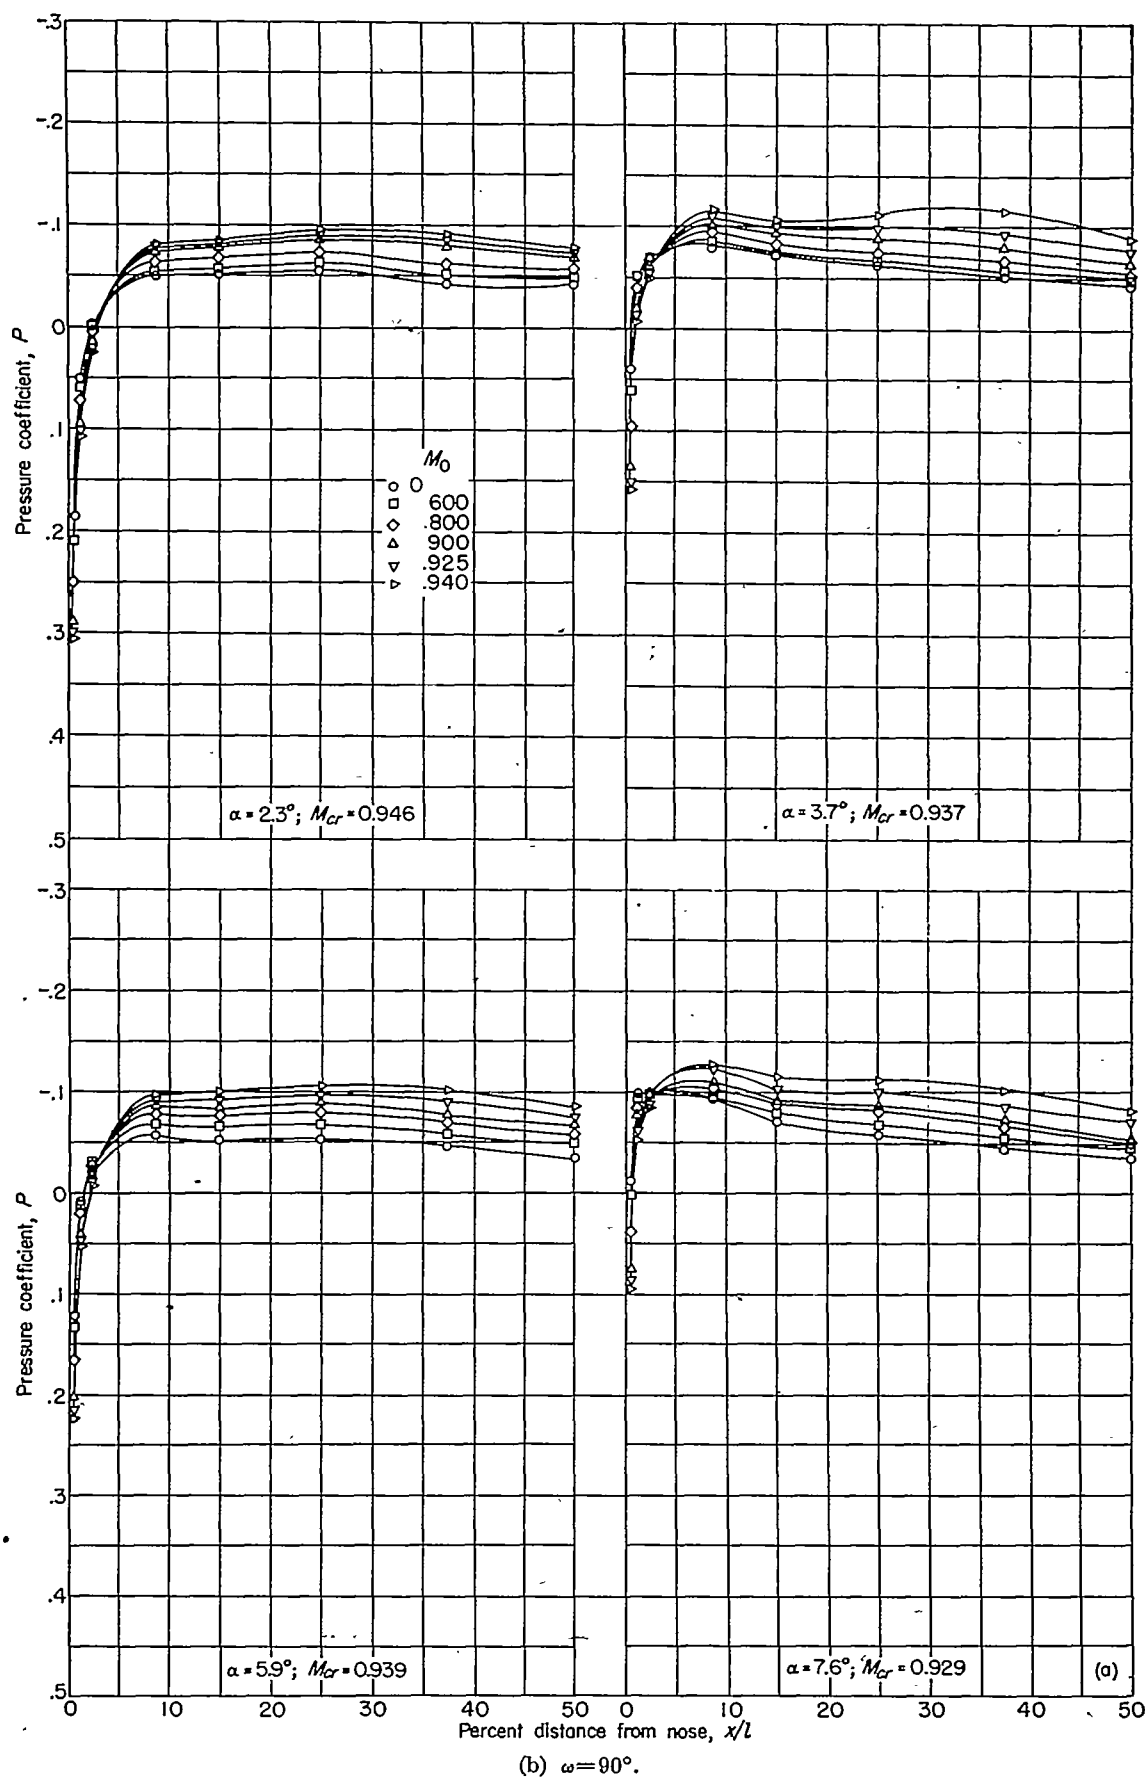 -.3
-.2
-.1
0
.1
.2
.3
.4
.5
Pressure coefficient, P
M0
0
600
.800
900
.925
.940
α = 2.3°; Mcr = 0.946
α = 3.7°; Mcr = 0.937
-.3
-.2
-.1
0
.1
.2
.3
.4
.5
Pressure coefficient, P
α = 5.9°; Mcr = 0.939
α = 7.6°; Mcr = 0.929
(a)
0 10 20 30 40 50 0 10 20 30 40 50
Percent distance from nose, x/l
(b) ω=90°.